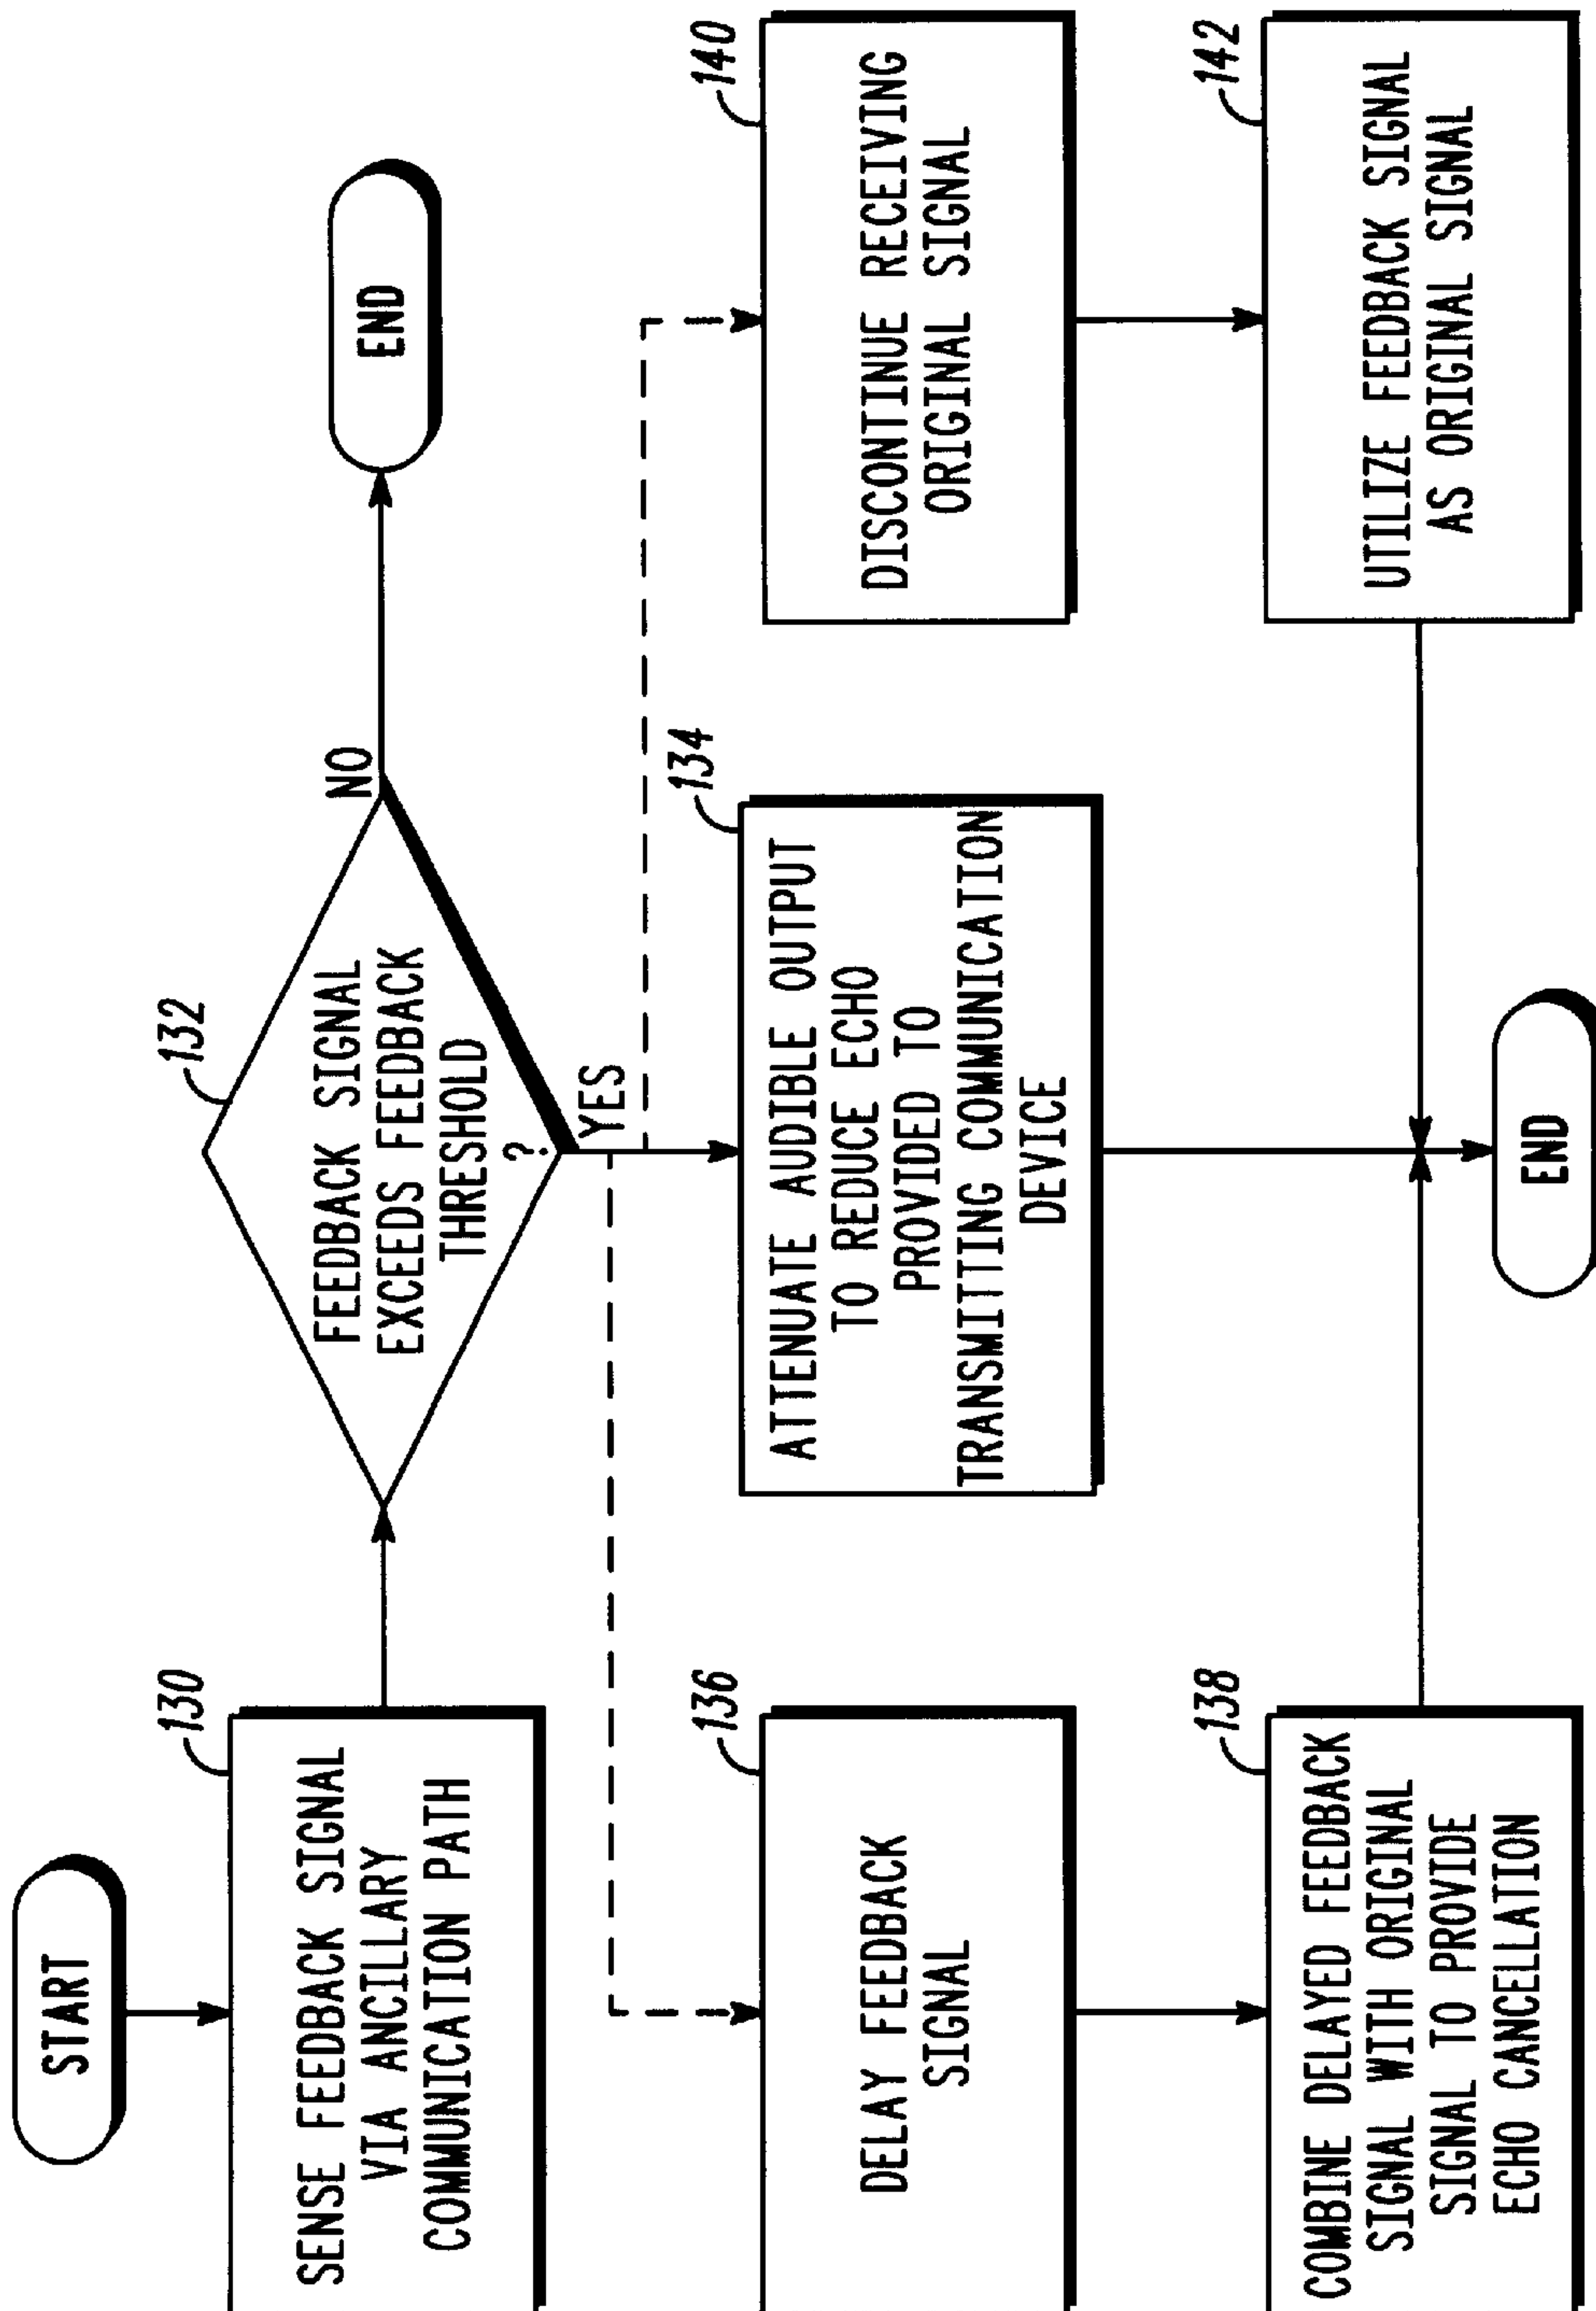 START
130
SENSE FEEDBACK SIGNAL
VIA ANCILLARY
COMMUNICATION PATH
132
FEEDBACK SIGNAL
EXCEEDS FEEDBACK
THRESHOLD
?
NO
END
YES
136
DELAY FEEDBACK
SIGNAL
134
ATTENUATE AUDIBLE OUTPUT
TO REDUCE ECHO
PROVIDED TO
TRANSMITTING COMMUNICATION
DEVICE
140
DISCONTINUE RECEIVING
ORIGINAL SIGNAL
138
COMBINE DELAYED FEEDBACK
SIGNAL WITH ORIGINAL
SIGNAL TO PROVIDE
ECHO CANCELLATION
142
UTILIZE FEEDBACK SIGNAL
AS ORIGINAL SIGNAL
END